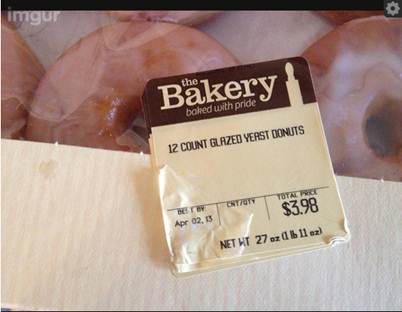 imgur
the
Bakery
baked with pride
12 COUNT GLAZED YEAST DONUTS
BEST BY: CNT/QTY TOTAL PRICE
Apr 02, 13 $3.98
NET WT 27 oz (1 lb 11 oz)